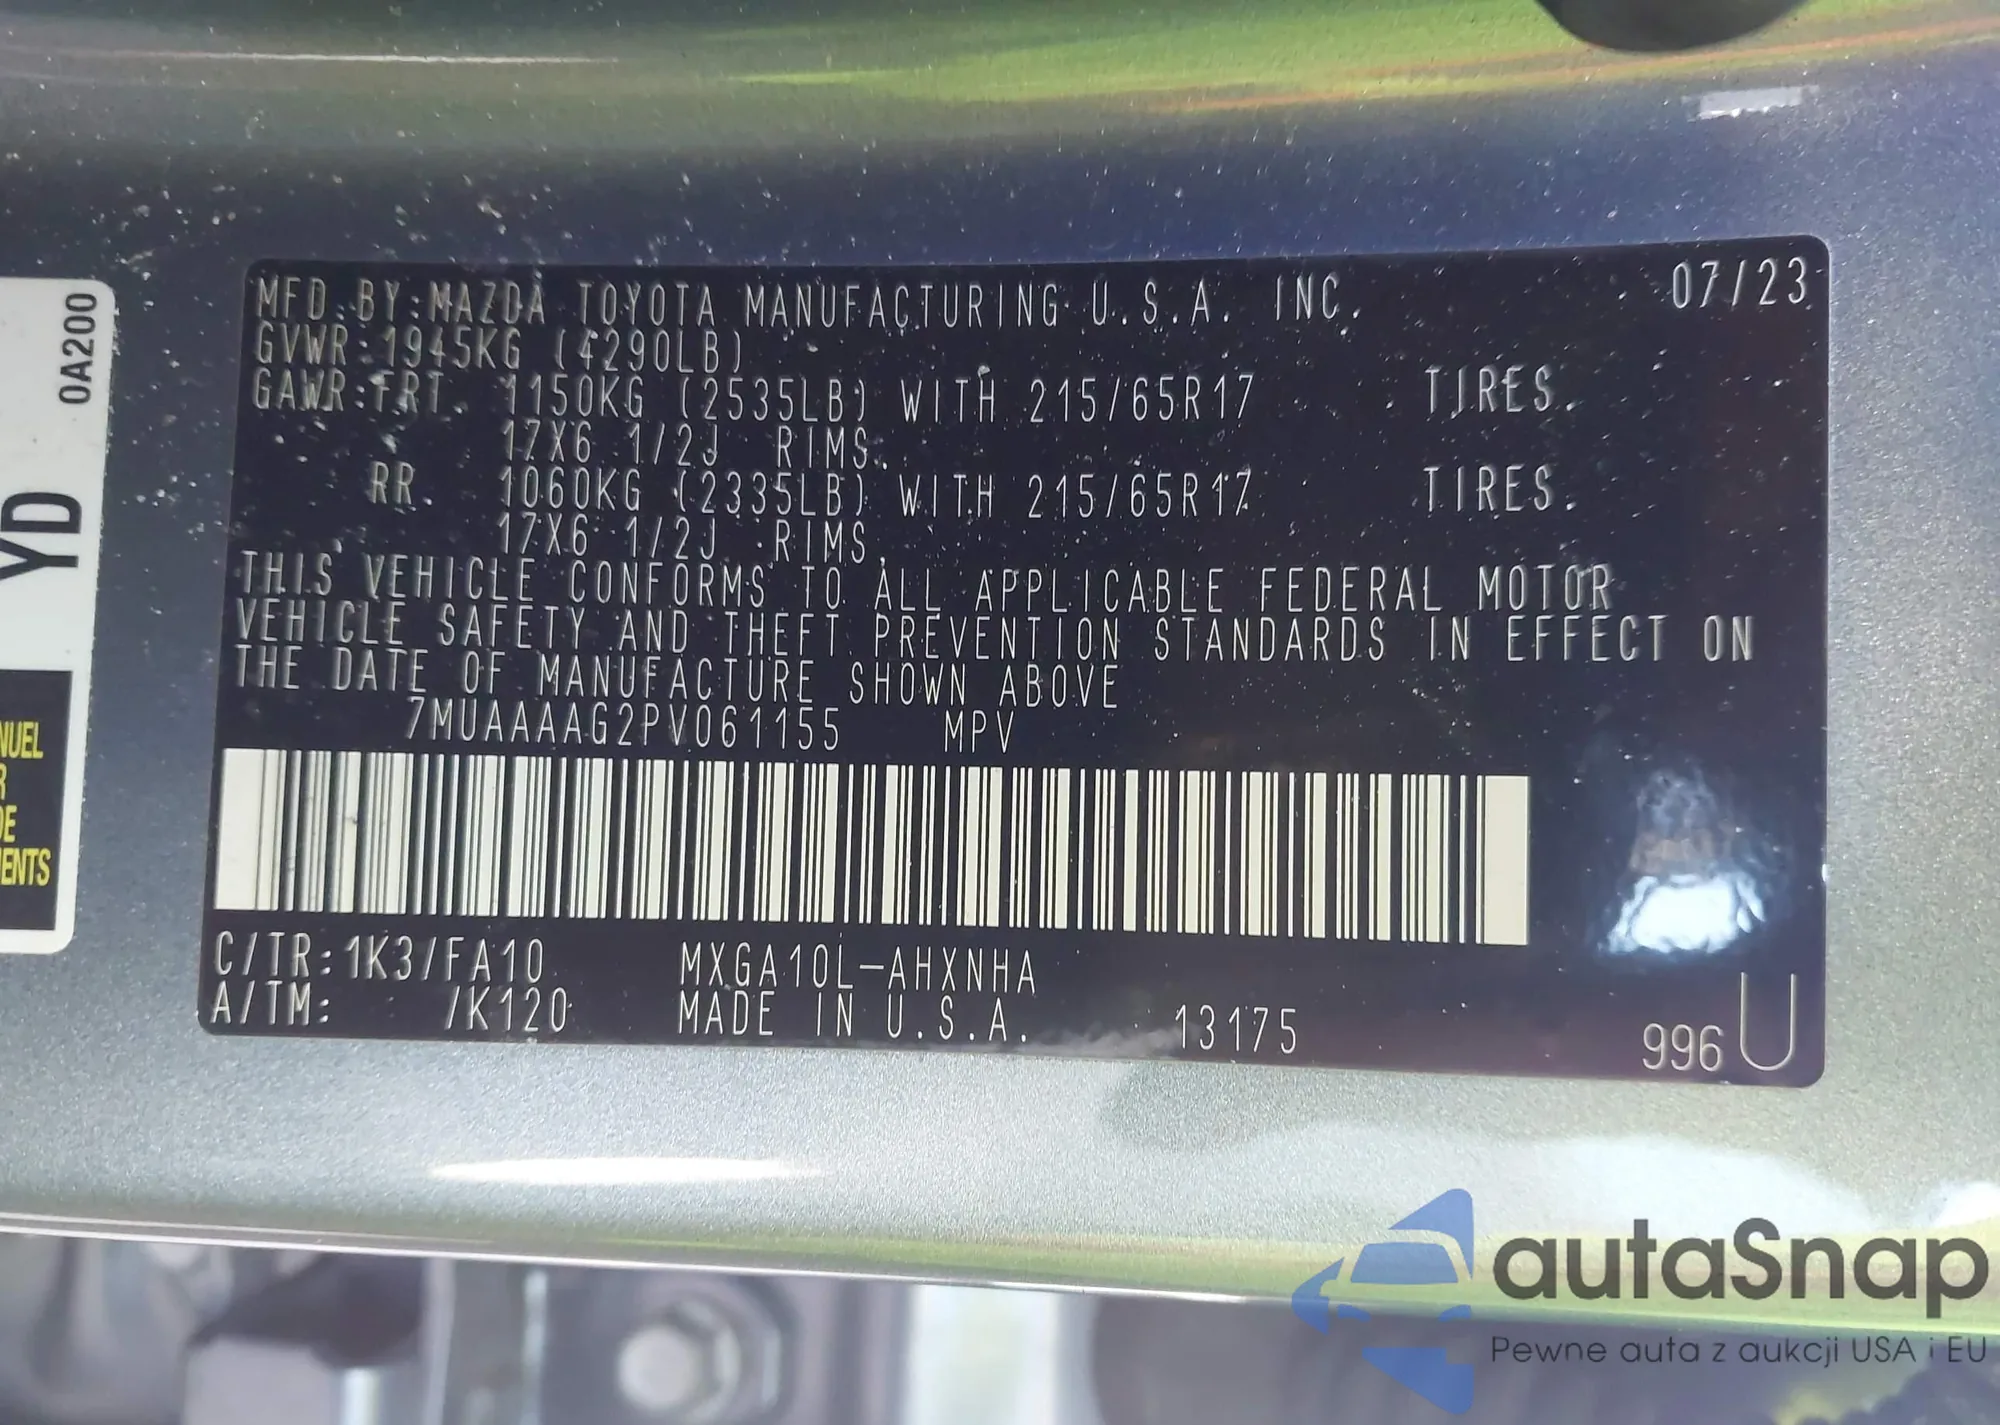 0A200
YD
NUEL
R
DE
MENTS
MFD.BY:MAZDA TOYOTA MANUFACTURING U.S.A. INC. 07/23
GVWR:1945KG (4290LB)
GAWR:FRT. 1150KG (2535LB) WITH 215/65R17 TIRES.
17X6 1/2J RIMS.
RR. 1060KG (2335LB) WITH 215/65R17 TIRES.
17X6 1/2J RIMS.
THIS VEHICLE CONFORMS TO ALL APPLICABLE FEDERAL MOTOR
VEHICLE SAFETY AND THEFT PREVENTION STANDARDS IN EFFECT ON
THE DATE OF MANUFACTURE SHOWN ABOVE
7MUAAAAG2PV061155 MPV
C/TR:1K3/FA10 MXGA10L-AHXNHA
A/TM: /K120 MADE IN U.S.A. 13175 996 U
autaSnap
Pewne auta z aukcji USA i EU